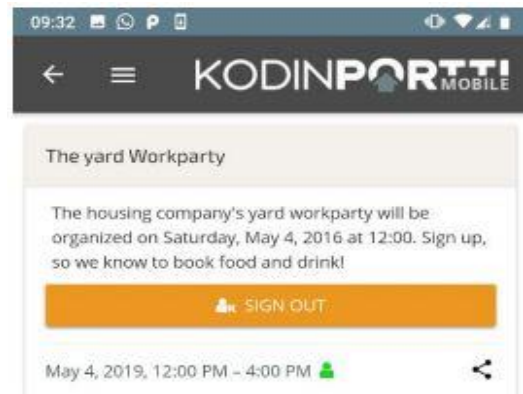 09:32
KODINPORTTI
MOBILE
The yard Workparty
The housing company's yard workparty will be
organized on Saturday, May 4, 2016 at 12:00. Sign up,
so we know to book food and drink!
SIGN OUT
May 4, 2019, 12:00 PM – 4:00 PM